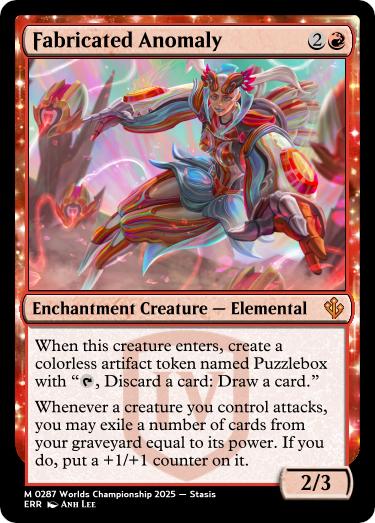 Fabricated Anomaly 2
Enchantment Creature — Elemental
When this creature enters, create a
colorless artifact token named Puzzlebox
with “, Discard a card: Draw a card.”
Whenever a creature you control attacks,
you may exile a number of cards from
your graveyard equal to its power. If you
do, put a +1/+1 counter on it.
2/3
M 0287 Worlds Championship 2025 — Stasis
ERR Anh Lee